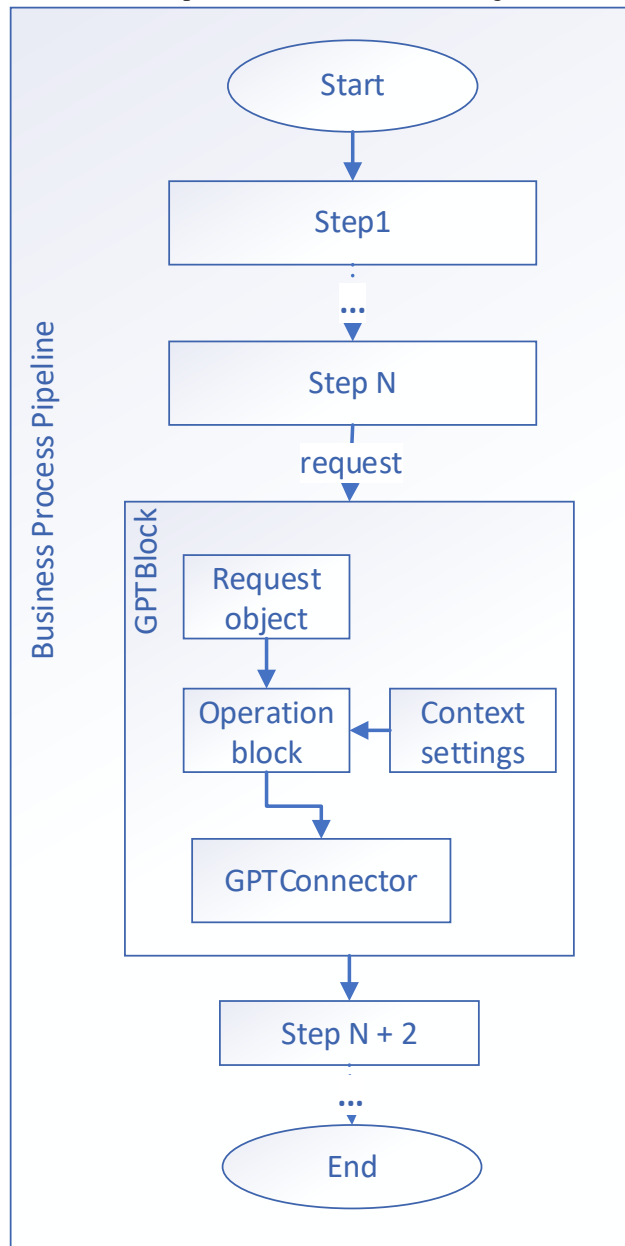 Start
Step1
...
Step N
request
Business Process Pipeline
GPTBlock
Request
object
Operation
block
Context
settings
GPTConnector
Step N + 2
...
End